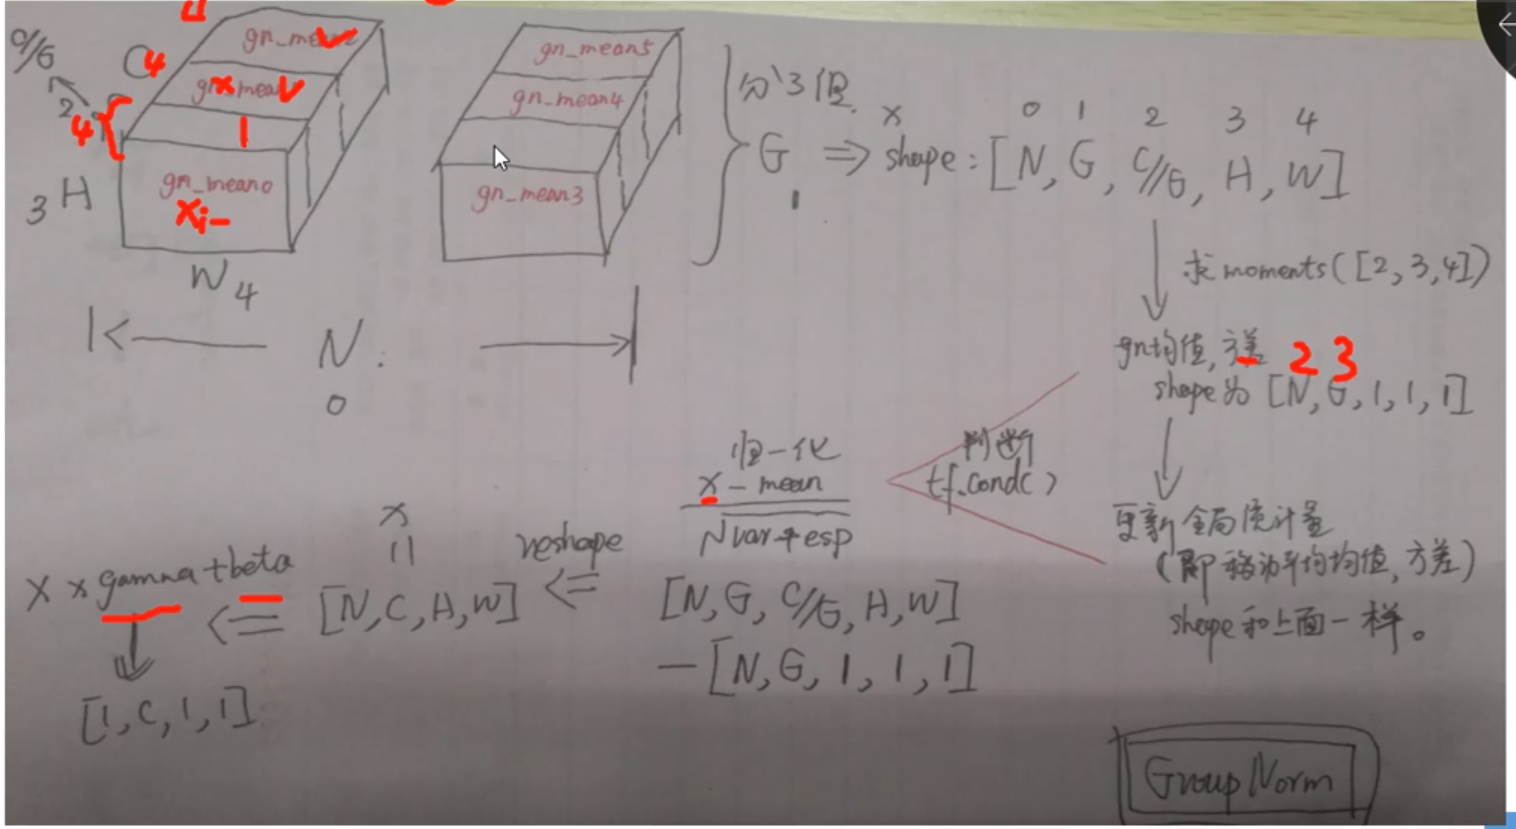 C/G
C 4
gn_mean2
gn_mean
1
2
4
gn_mean0
xi-
3 H
W 4
gn_mean5
gn_mean4
gn_mean3
N
0
分3组
G
1
x 0 1 2 3 4
=> shape: [N, G, C//G, H, W]
求moments([2,3,4])
gn均值,方差 2 3
shape为 [N, G, 1, 1, 1]
更新全局统计量
(即移动平均均值,方差)
shape和上面一样。
判断
tf.cond()
归一化
x - mean
√var+esp
[N, G, C//G, H, W]
- [N, G, 1, 1, 1]
reshape
<=
x
=
[N, C, H, W]
<=
x x gamma + beta
[1, C, 1, 1]
GroupNorm